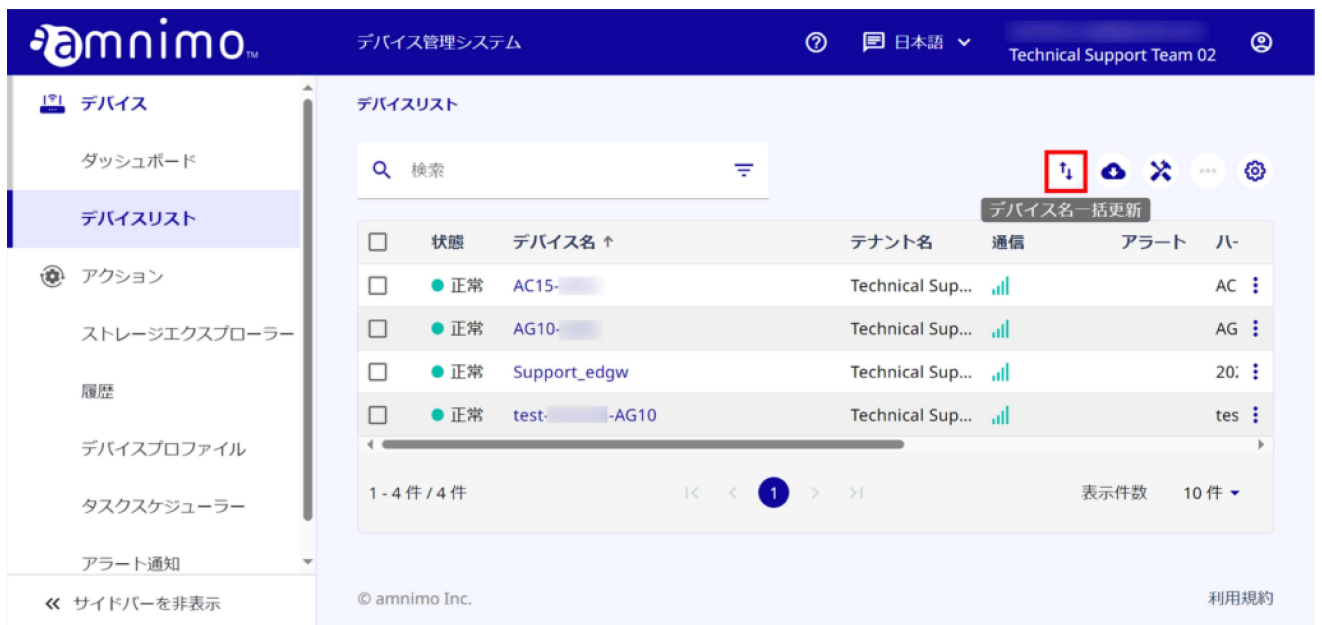 amnimo™
デバイス管理システム
日本語
Technical Support Team 02
デバイス
ダッシュボード
デバイスリスト
アクション
ストレージエクスプローラー
履歴
デバイスプロファイル
タスクスケジューラー
アラート通知
サイドバーを非表示
デバイスリスト
検索
デバイス名一括更新
状態 デバイス名 ↑ テナント名 通信 アラート ハー
正常 AC15- Technical Sup... AC
正常 AG10- Technical Sup... AG
正常 Support_edgw Technical Sup... 202
正常 test- -AG10 Technical Sup... tes
1 - 4 件 / 4 件 1 表示件数 10 件
© amnimo Inc. 利用規約